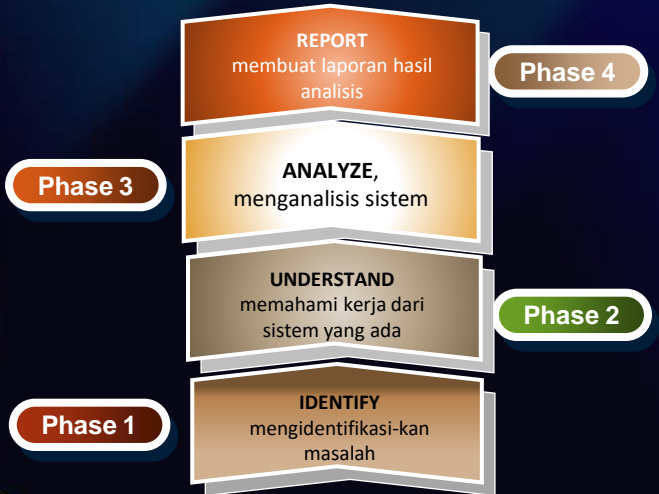 REPORT
membuat laporan hasil
analisis
Phase 4
ANALYZE,
menganalisis sistem
Phase 3
UNDERSTAND
memahami kerja dari
sistem yang ada
Phase 2
IDENTIFY
mengidentifikasi-kan
masalah
Phase 1